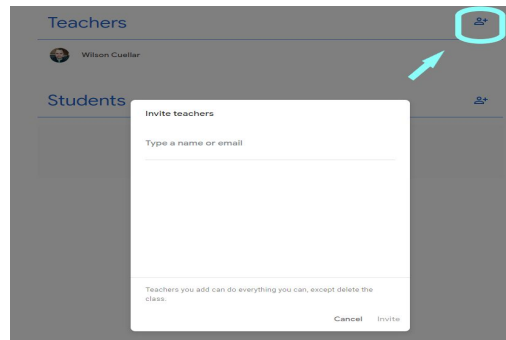 Teachers
Wilson Cuellar
Students
Invite teachers
Type a name or email
Teachers you add can do everything you can, except delete the
class.
Cancel Invite